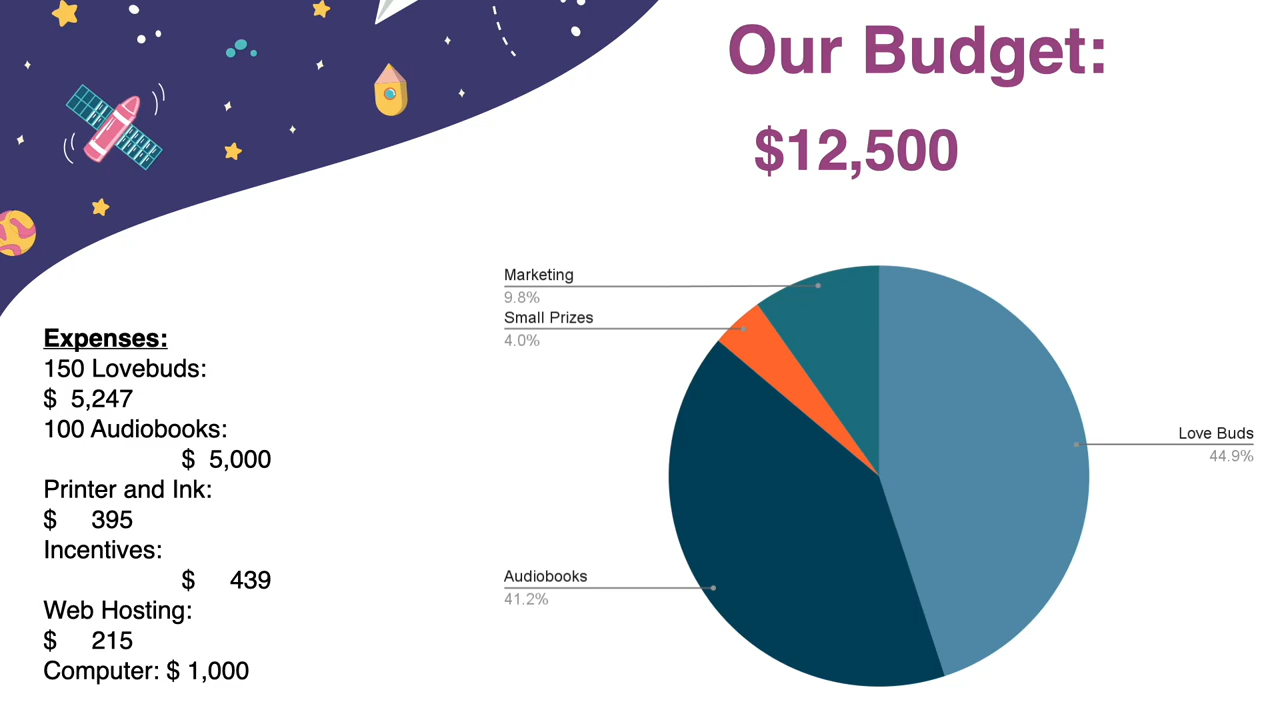 Our Budget:
$12,500
Expenses:
150 Lovebuds:
$ 5,247
100 Audiobooks:
$ 5,000
Printer and Ink:
$ 395
Incentives:
$ 439
Web Hosting:
$ 215
Computer: $ 1,000
Marketing
9.8%
Small Prizes
4.0%
Love Buds
44.9%
Audiobooks
41.2%